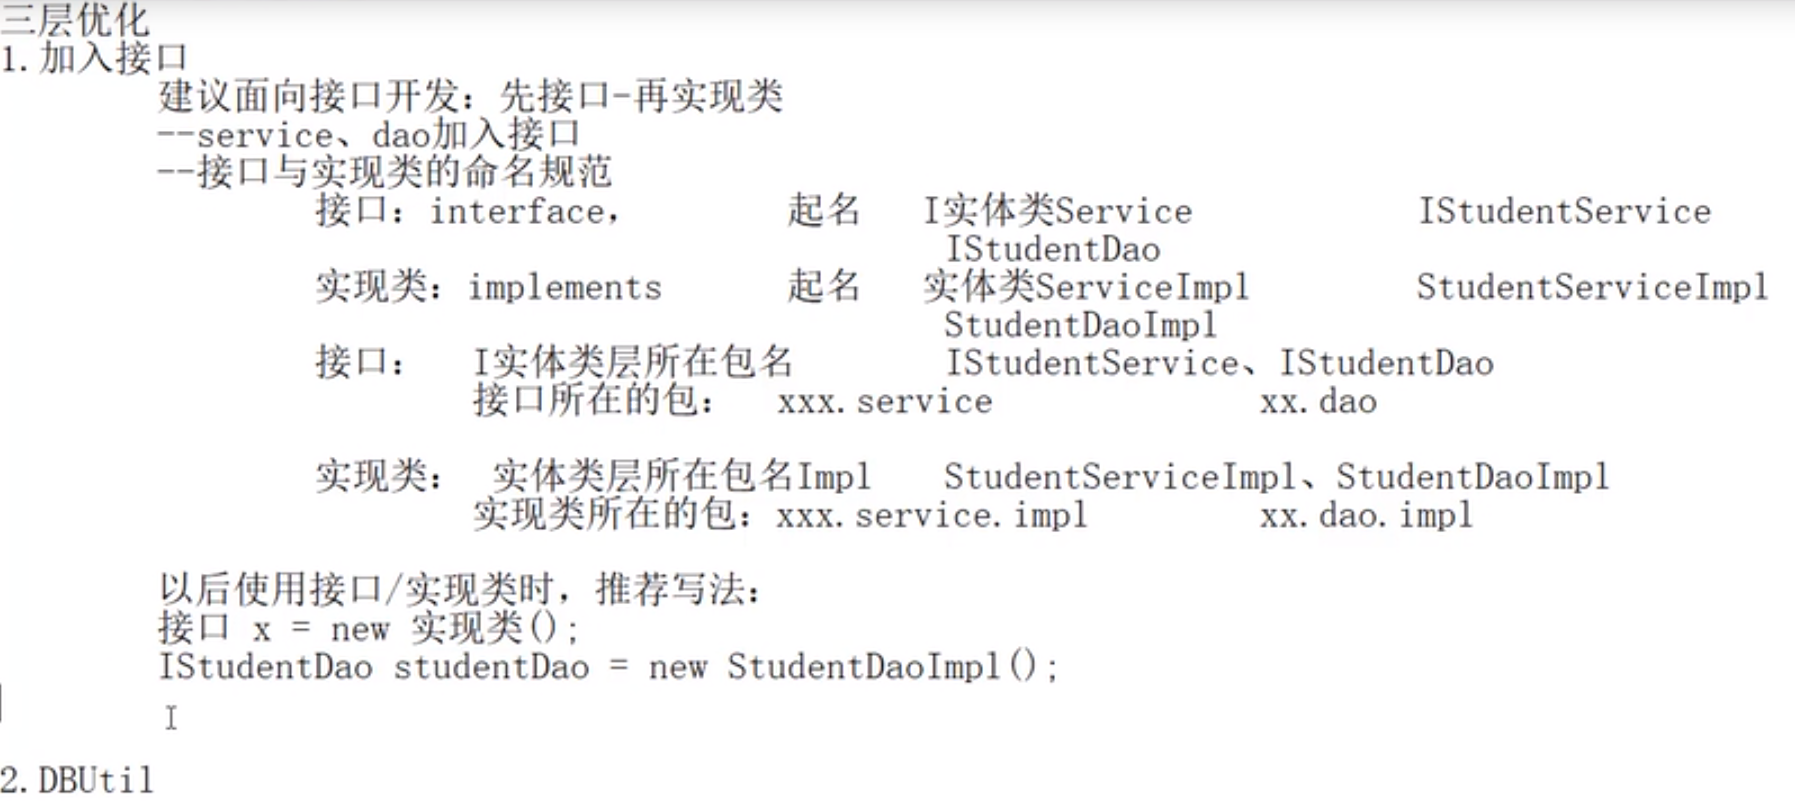 三层优化
1.加入接口
建议面向接口开发：先接口-再实现类
--service、dao加入接口
--接口与实现类的命名规范
接口：interface， 起名 I实体类Service IStudentService
IStudentDao
实现类：implements 起名 实体类ServiceImpl StudentServiceImpl
StudentDaoImpl
接口： I实体类层所在包名 IStudentService、IStudentDao
接口所在的包： xxx.service xx.dao
实现类： 实体类层所在包名Impl StudentServiceImpl、StudentDaoImpl
实现类所在的包：xxx.service.impl xx.dao.impl
以后使用接口/实现类时，推荐写法：
接口 x = new 实现类();
IStudentDao studentDao = new StudentDaoImpl();
2.DBUtil